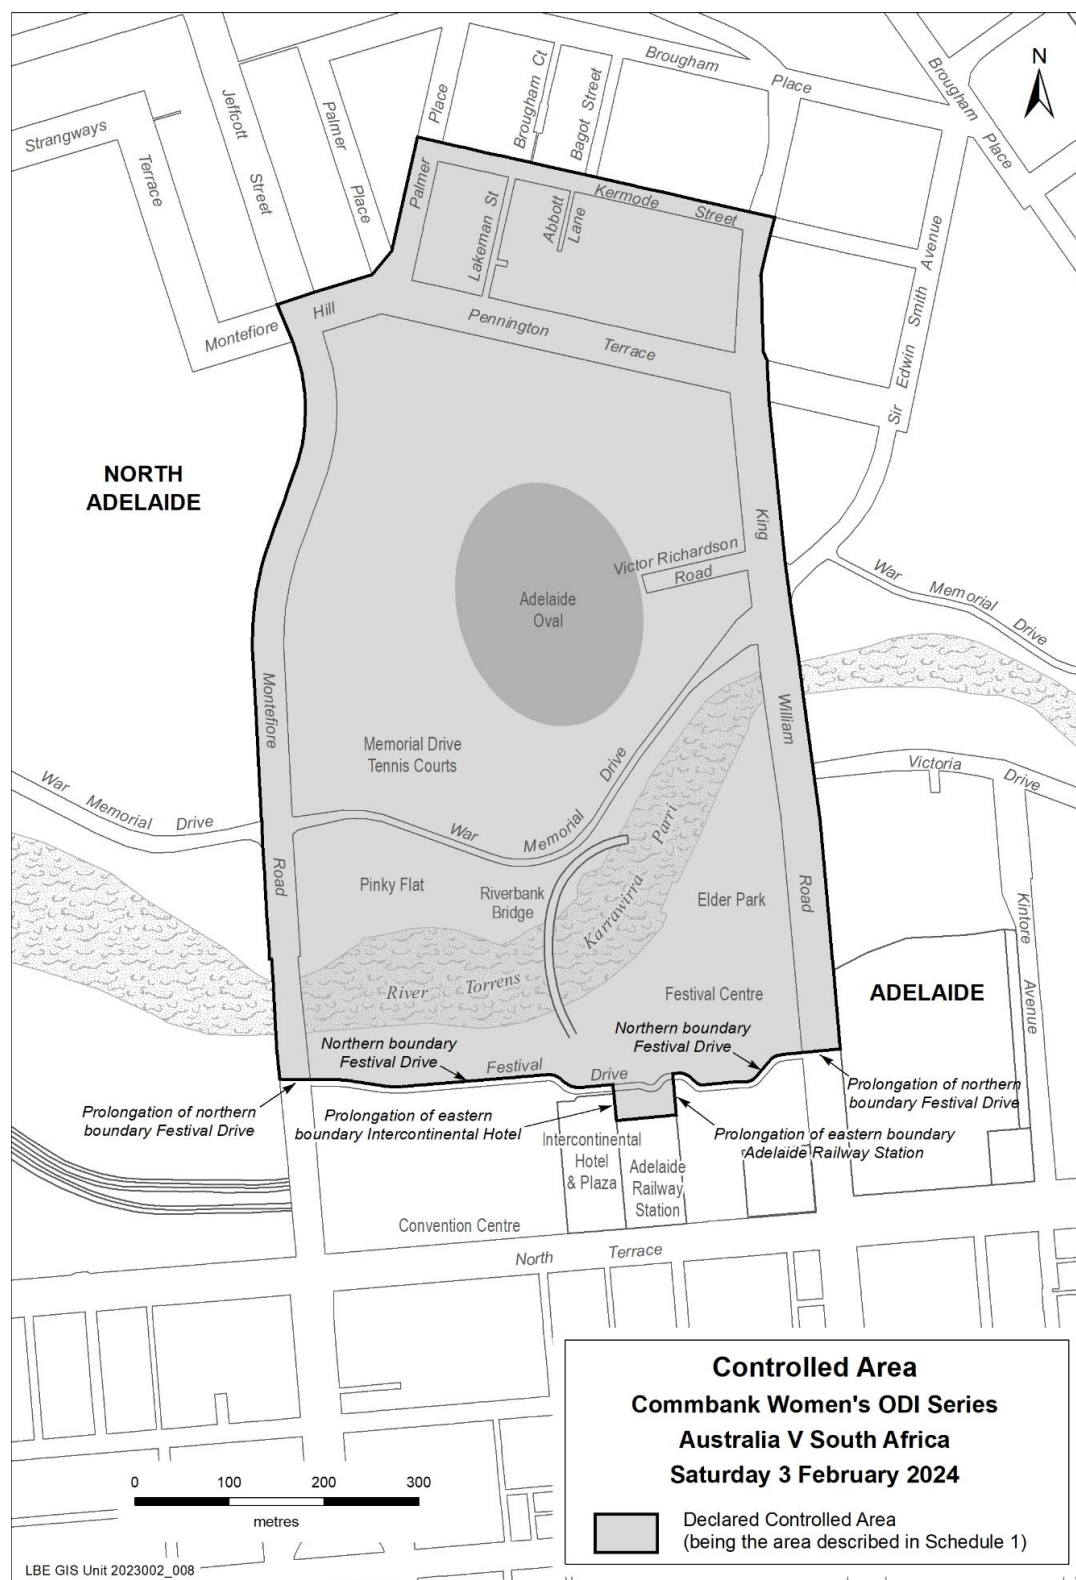 N
Brougham
Place
Brougham
Place
Brougham Ct
Bagot Street
Place
Palmer
Place
Jeffcott
Street
Strangways
Terrace
Palmer
Lakeman St
Abbott
Lane
Kermode
Street
Sir Edwin Smith Avenue
Montefiore
Hill
Pennington
Terrace
NORTH
ADELAIDE
King
Victor Richardson
Road
War Memorial Drive
Adelaide
Oval
Montefiore
William
Memorial Drive
Tennis Courts
Drive
Victoria
Drive
War Memorial Drive
War
Memorial
Karrawirra Parri
Pinky Flat
Riverbank
Bridge
Road
Elder Park
Road
Kintore
Avenue
River Torrens
Festival Centre
ADELAIDE
Northern boundary
Festival Drive
Northern boundary
Festival Drive
Festival
Drive
Prolongation of northern
boundary Festival Drive
Prolongation of eastern
boundary Intercontinental Hotel
Prolongation of northern
boundary Festival Drive
Prolongation of eastern boundary
Adelaide Railway Station
Intercontinental
Hotel
& Plaza
Adelaide
Railway
Station
Convention Centre
North
Terrace
Controlled Area
Commbank Women's ODI Series
Australia V South Africa
Saturday 3 February 2024
Declared Controlled Area
(being the area described in Schedule 1)
0 100 200 300
metres
LBE GIS Unit 2023002_008